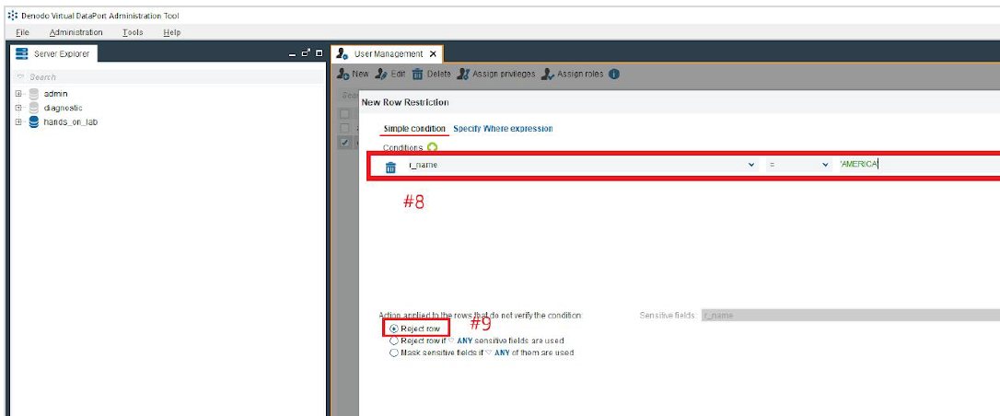 Denodo Virtual DataPort Administration Tool
File Administration Tools Help
Server Explorer
User Management
Search
New Edit Delete Assign privileges Assign roles
admin
diagnostic
hands_on_lab
New Row Restriction
Simple condition Specify Where expression
Conditions
r_name = 'AMERICA'
#8
Action applied to the rows that do not verify the condition: Sensitive fields: r_name
Reject row #9
Reject row if ANY sensitive fields are used
Mask sensitive fields if ANY of them are used